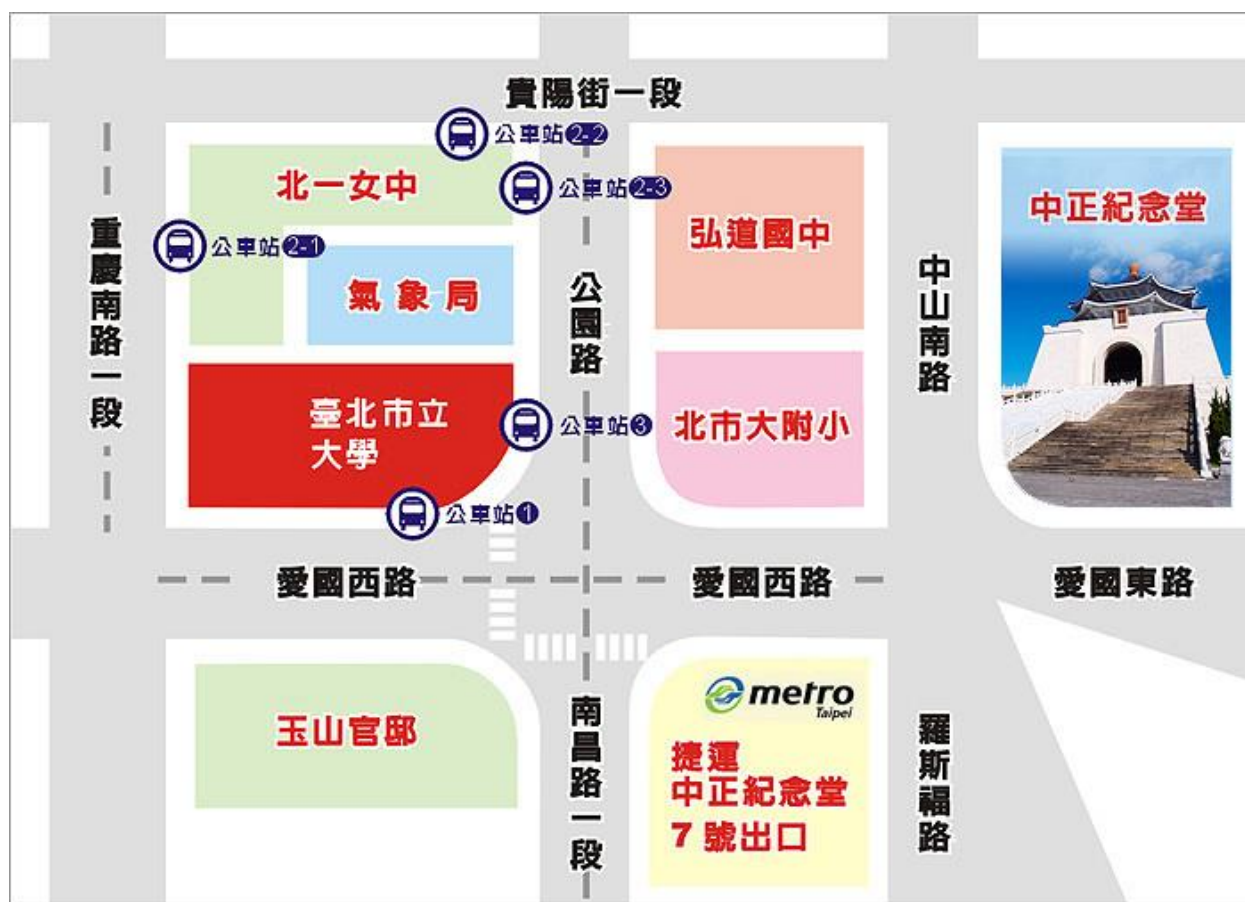 貴陽街一段
公車站2-2
北一女中
公車站2-3
中正紀念堂
弘道國中
公車站2-1
重慶南路一段
氣象局
公園路
中山南路
臺北市立
大學
公車站3
北市大附小
公車站1
愛國西路
愛國西路
愛國東路
metro
Taipei
玉山官邸
南昌路一段
捷運
中正紀念堂
7號出口
羅斯福路